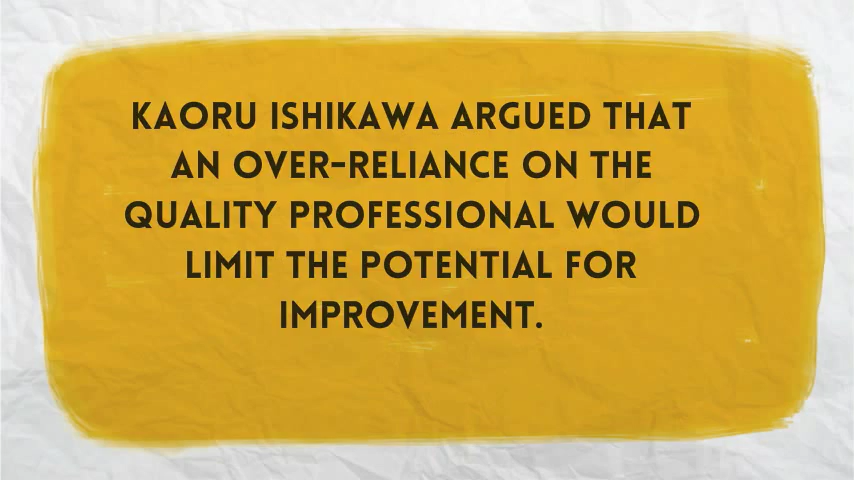 KAORU ISHIKAWA ARGUED THAT
AN OVER-RELIANCE ON THE
QUALITY PROFESSIONAL WOULD
LIMIT THE POTENTIAL FOR
IMPROVEMENT.